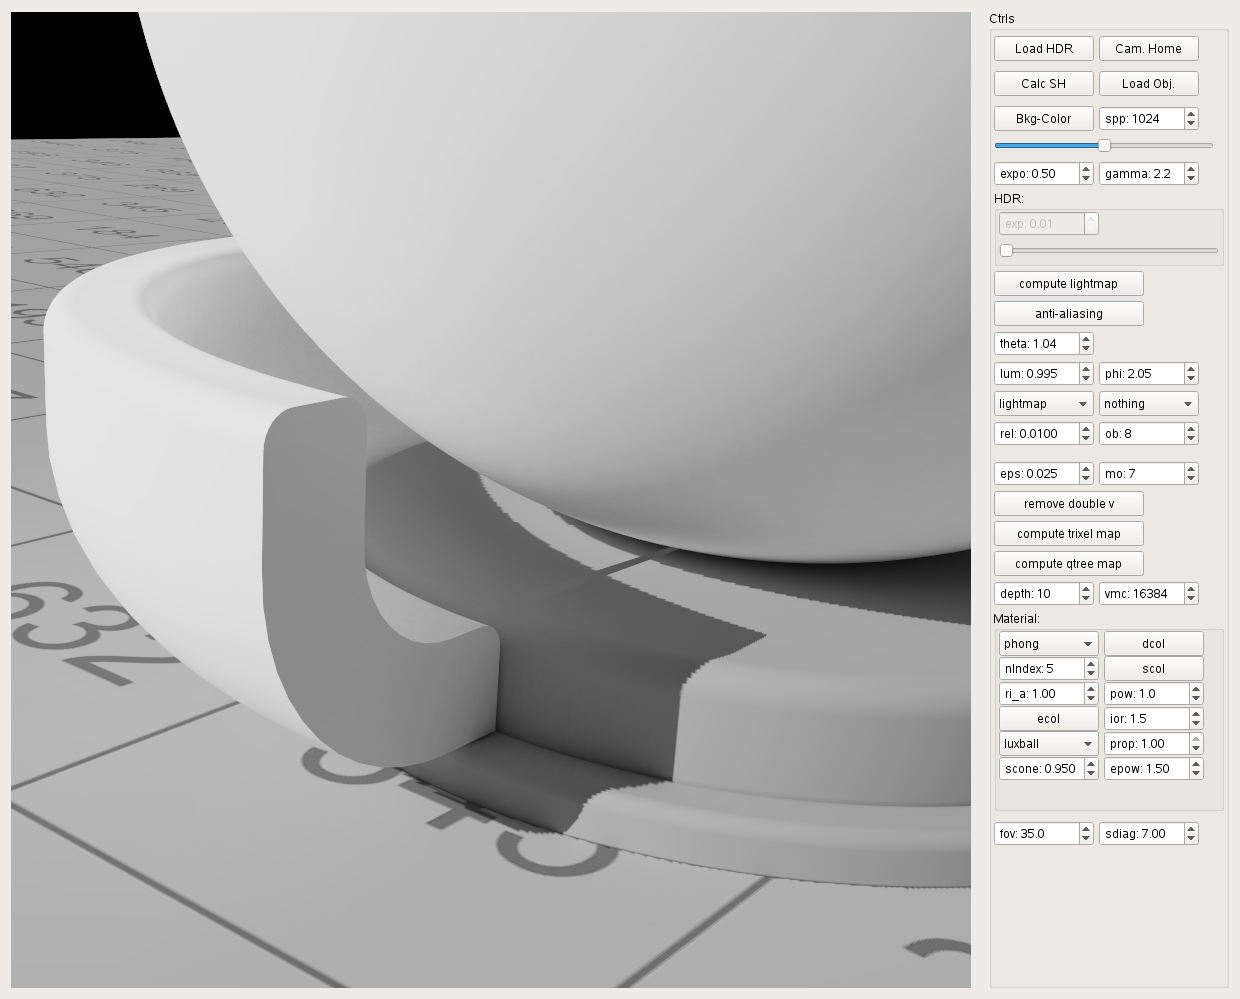 Ctrls
Load HDR Cam. Home
Calc SH Load Obj.
Bkg-Color spp: 1024
expo: 0.50 gamma: 2.2
HDR:
exp: 0.01
compute lightmap
anti-aliasing
theta: 1.04
lum: 0.995 phi: 2.05
lightmap nothing
rel: 0.0100 ob: 8
eps: 0.025 mo: 7
remove double v
compute trixel map
compute qtree map
depth: 10 vmc: 16384
Material:
phong dcol
nIndex: 5 scol
ri_a: 1.00 pow: 1.0
ecol ior: 1.5
luxball prop: 1.00
scone: 0.950 epow: 1.50
fov: 35.0 sdiag: 7.00
184